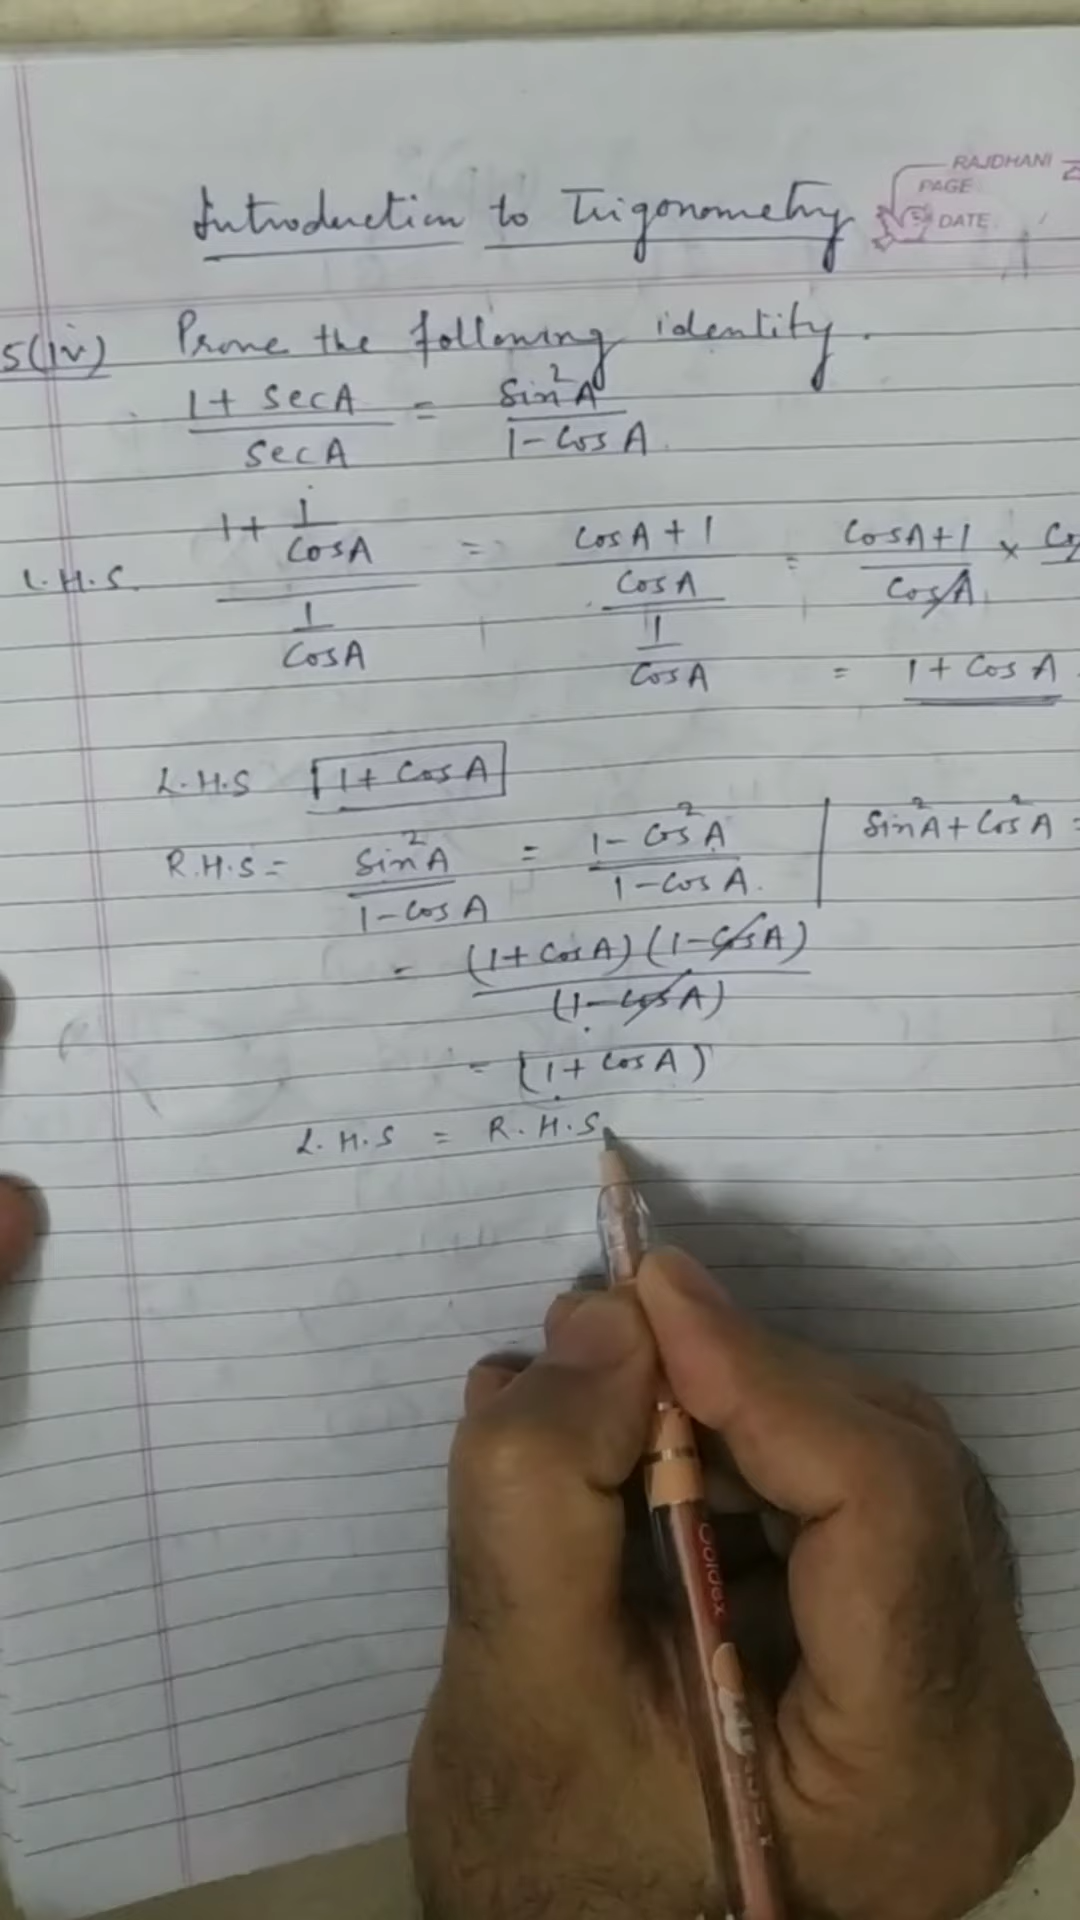 RAJDHANI
PAGE
DATE
Introduction to Trigonometry
5(iv) Prove the following identity.
1 + secA / secA = Sin²A / 1 - CosA.
L.H.S. 1 + 1/CosA / 1/CosA = CosA + 1 / CosA / 1/CosA = CosA + 1 / CosA ×
= 1 + CosA
L.H.S 1 + CosA
R.H.S = Sin²A / 1 - CosA = 1 - Cos²A / 1 - CosA. | Sin²A + Cos²A =
= (1 + CosA) (1 - CosA) / (1 - CosA)
= (1 + CosA)
L.H.S = R.H.S
Goldex